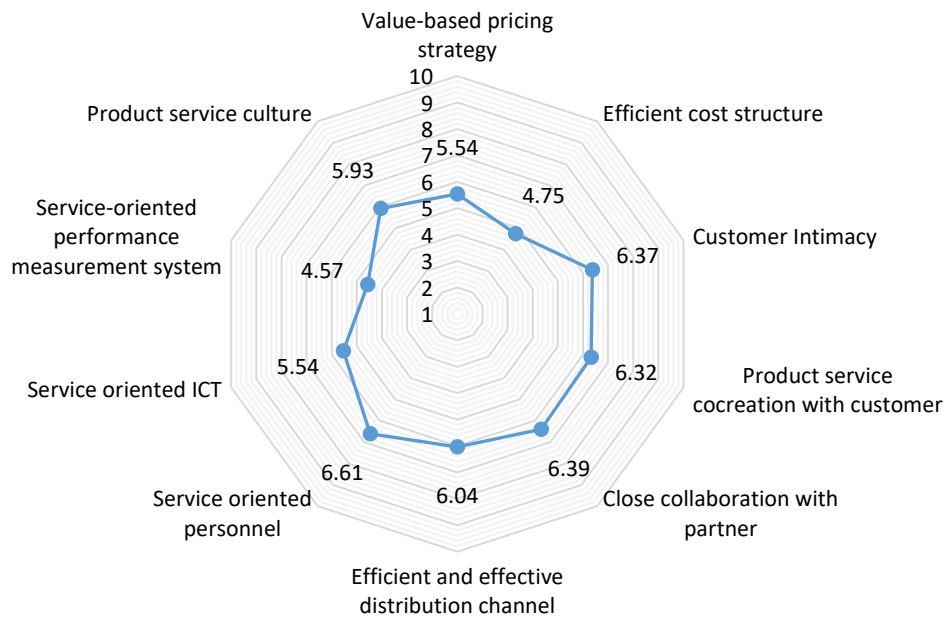 Value-based pricing
strategy
Efficient cost structure
Customer Intimacy
Product service
cocreation with customer
Close collaboration with
partner
Efficient and effective
distribution channel
Service oriented
personnel
Service oriented ICT
Service-oriented
performance
measurement system
Product service culture
10
9
8
7
6
5
4
3
2
1
5.54
4.75
6.37
6.32
6.39
6.04
6.61
5.54
4.57
5.93